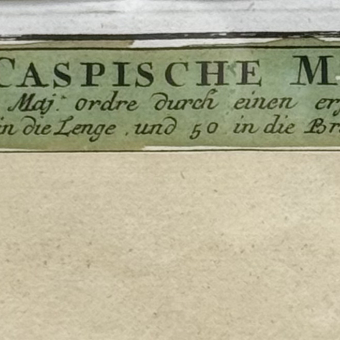 CASPISCHE M
Maj. ordre durch einen er
in die Lenge, und 50 in die Br